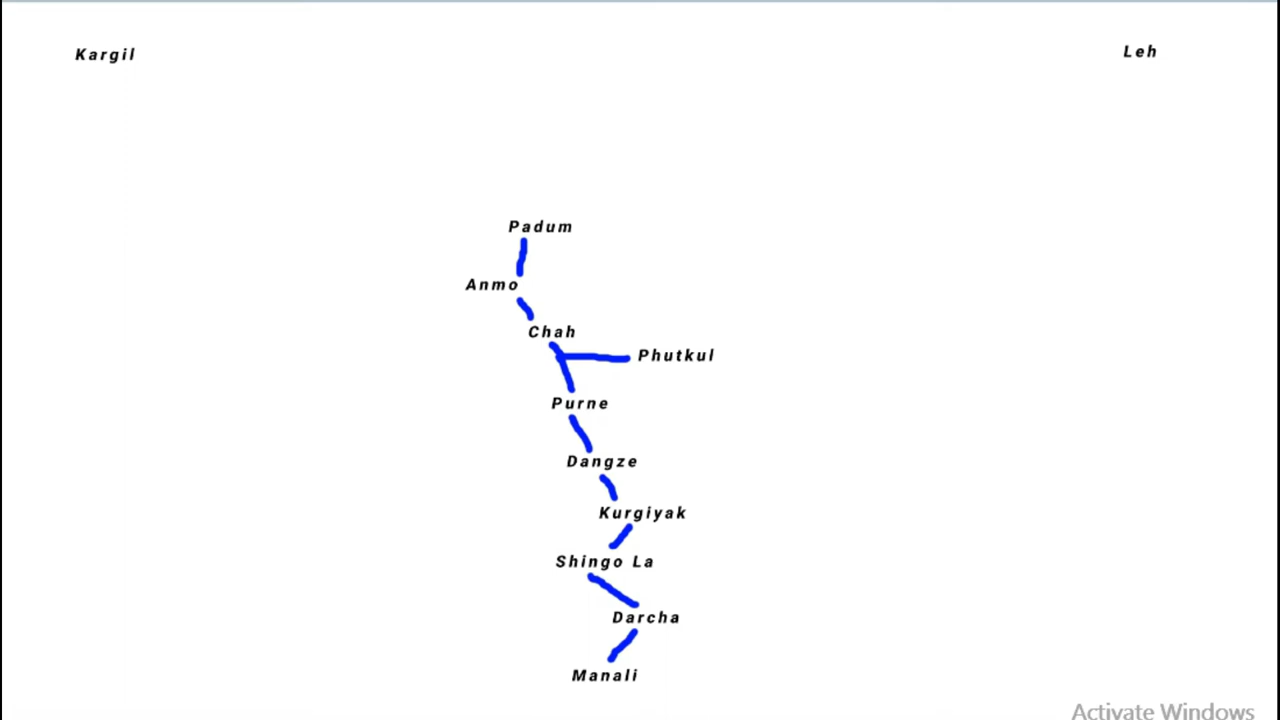 Kargil
Leh
Padum
Anmo
Chah
Phutkul
Purne
Dangze
Kurgiyak
Shingo La
Darcha
Manali
Activate Windows